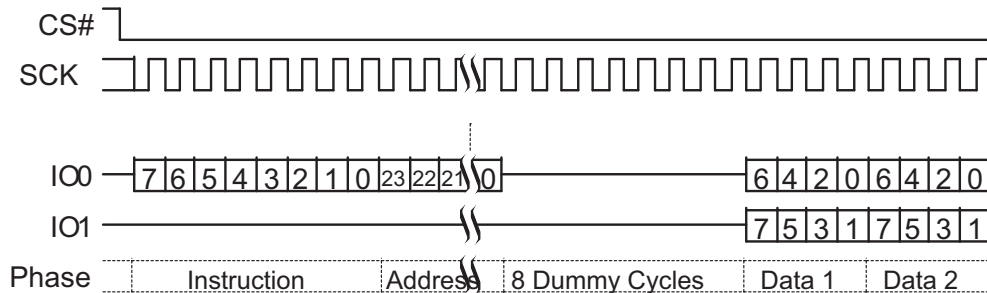 CS#
SCK
IO0 7 6 5 4 3 2 1 0 23 22 21 0 6 4 2 0 6 4 2 0
IO1 7 5 3 1 7 5 3 1
Phase Instruction Address 8 Dummy Cycles Data 1 Data 2